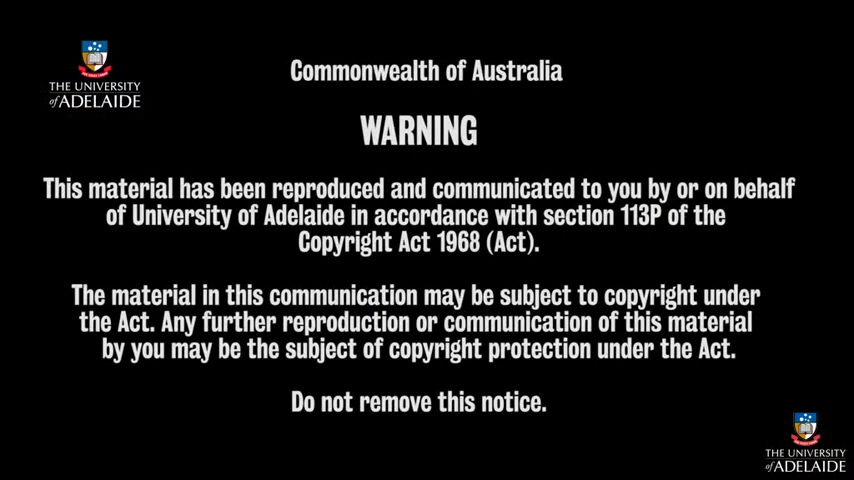 THE UNIVERSITY
of ADELAIDE
Commonwealth of Australia
WARNING
This material has been reproduced and communicated to you by or on behalf
of University of Adelaide in accordance with section 113P of the
Copyright Act 1968 (Act).
The material in this communication may be subject to copyright under
the Act. Any further reproduction or communication of this material
by you may be the subject of copyright protection under the Act.
Do not remove this notice.
THE UNIVERSITY
of ADELAIDE